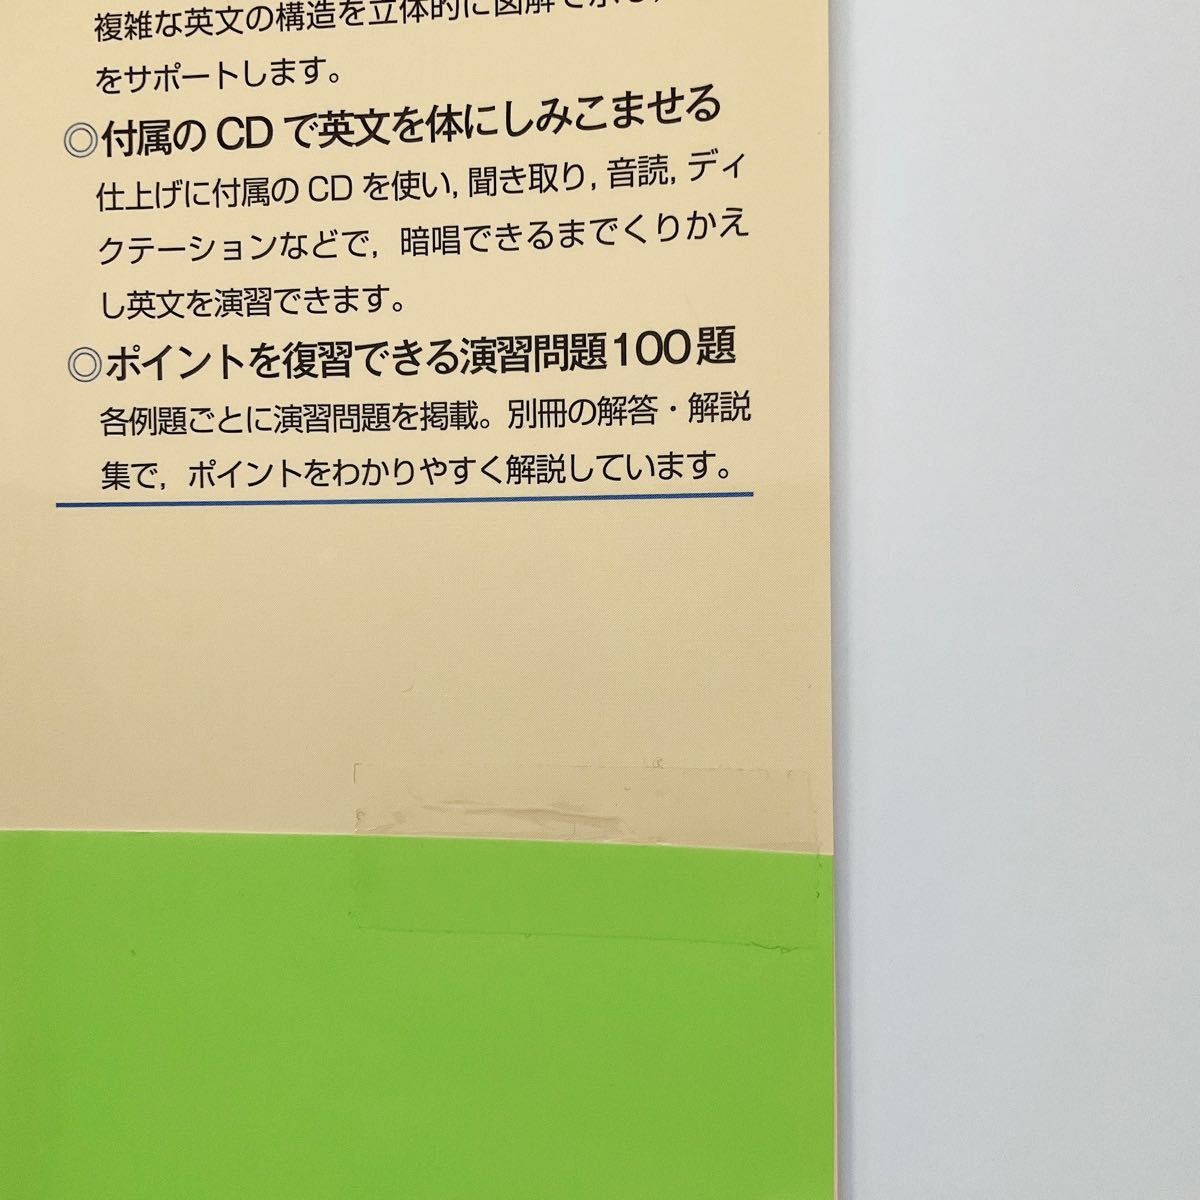 複雑な英文の構造を立体的に図解で示し,
をサポートします。
◎付属の CD で英文を体にしみこませる
仕上げに付属の CD を使い, 聞き取り, 音読, ディ
クテーションなどで, 暗唱できるまでくりかえ
し英文を演習できます。
◎ポイントを復習できる演習問題100題
各例題ごとに演習問題を掲載。別冊の解答・解説
集で, ポイントをわかりやすく解説しています。